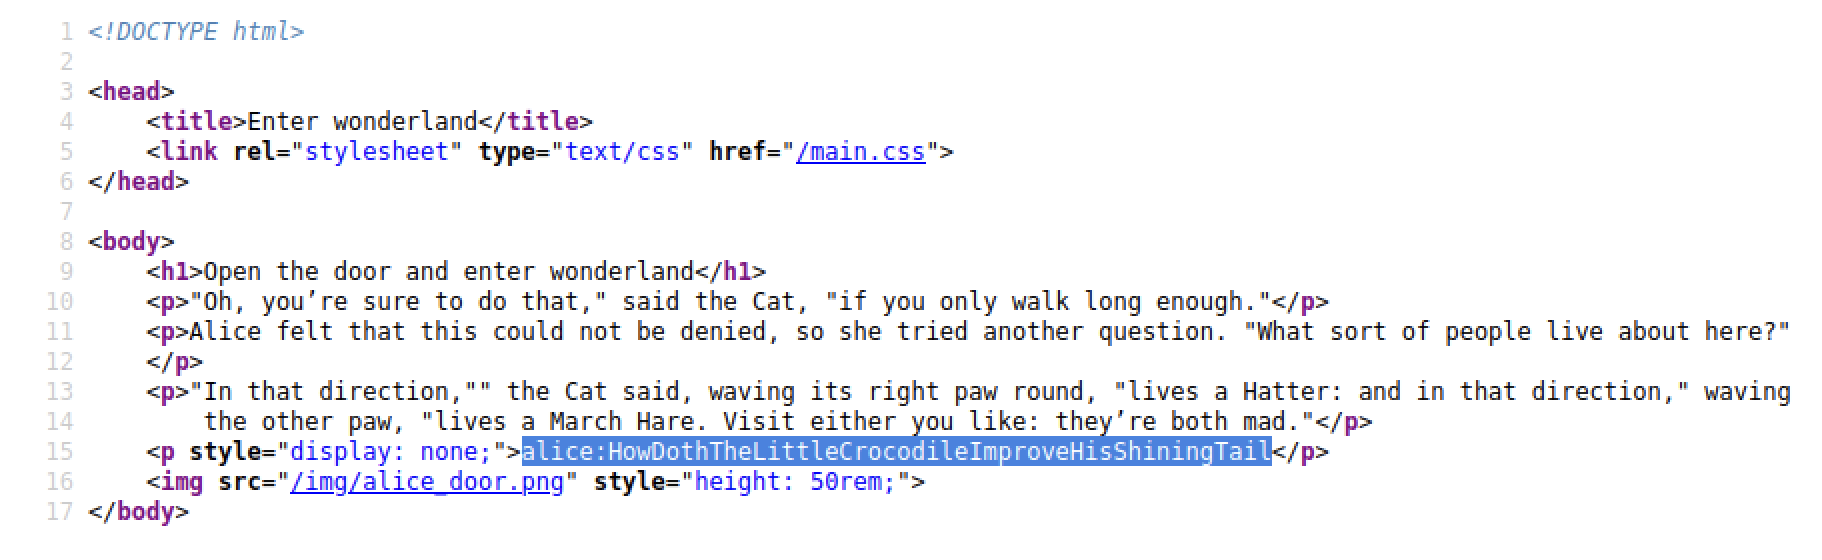 1 <!DOCTYPE html>
2
3 <head>
4     <title>Enter wonderland</title>
5     <link rel="stylesheet" type="text/css" href="/main.css">
6 </head>
7
8 <body>
9     <h1>Open the door and enter wonderland</h1>
10     <p>"Oh, you’re sure to do that," said the Cat, "if you only walk long enough."</p>
11     <p>Alice felt that this could not be denied, so she tried another question. "What sort of people live about here?"
12     </p>
13     <p>"In that direction,"" the Cat said, waving its right paw round, "lives a Hatter: and in that direction," waving
14         the other paw, "lives a March Hare. Visit either you like: they’re both mad."</p>
15     <p style="display: none;">alice:HowDothTheLittleCrocodileImproveHisShiningTail</p>
16     <img src="/img/alice_door.png" style="height: 50rem;">
17 </body>